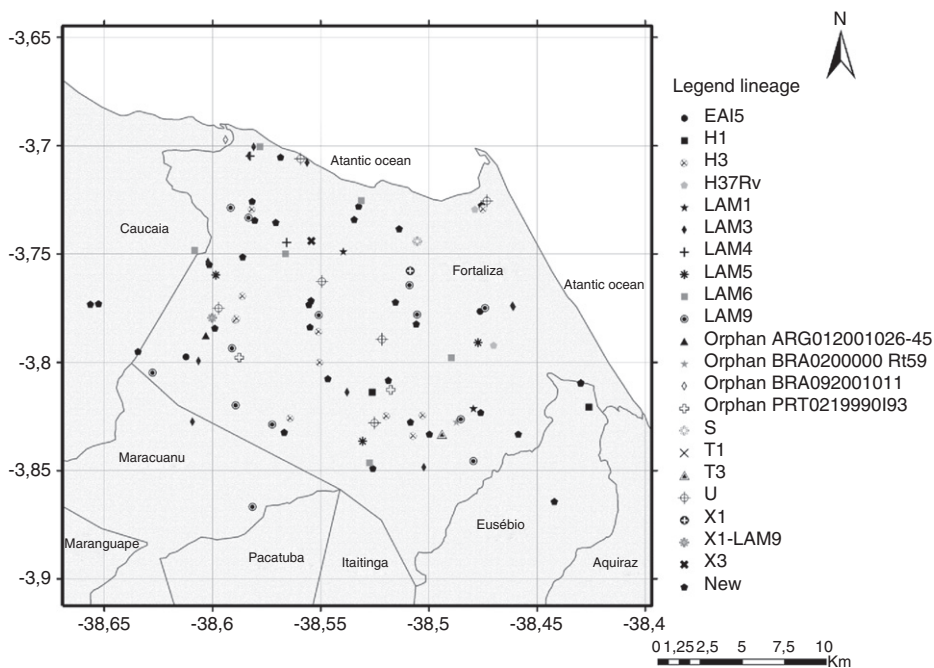 -3,65
-3,7
-3,75
-3,8
-3,85
-3,9
-38,65
-38,6
-38,55
-38,5
-38,45
-38,4
Atantic ocean
Caucaia
Fortaliza
Atantic ocean
Maracuanu
Maranguape
Pacatuba
Itaitinga
Eusébio
Aquiraz
N
Legend lineage
EAI5
H1
H3
H37Rv
LAM1
LAM3
LAM4
LAM5
LAM6
LAM9
Orphan ARG012001026-45
Orphan BRA0200000 Rt59
Orphan BRA092001011
Orphan PRT0219990I93
S
T1
T3
U
X1
X1-LAM9
X3
New
0 1,25 2,5 5 7,5 10
Km